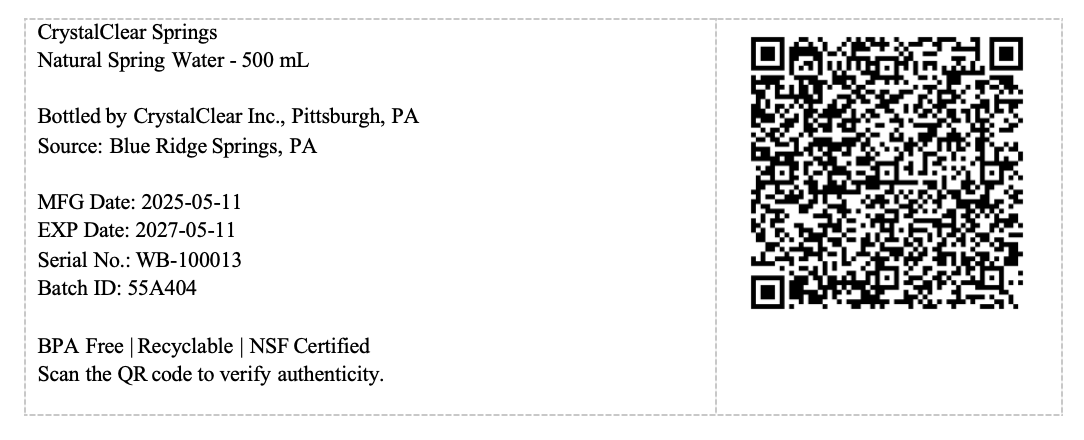 CrystalClear Springs
Natural Spring Water - 500 mL
Bottled by CrystalClear Inc., Pittsburgh, PA
Source: Blue Ridge Springs, PA
MFG Date: 2025-05-11
EXP Date: 2027-05-11
Serial No.: WB-100013
Batch ID: 55A404
BPA Free | Recyclable | NSF Certified
Scan the QR code to verify authenticity.